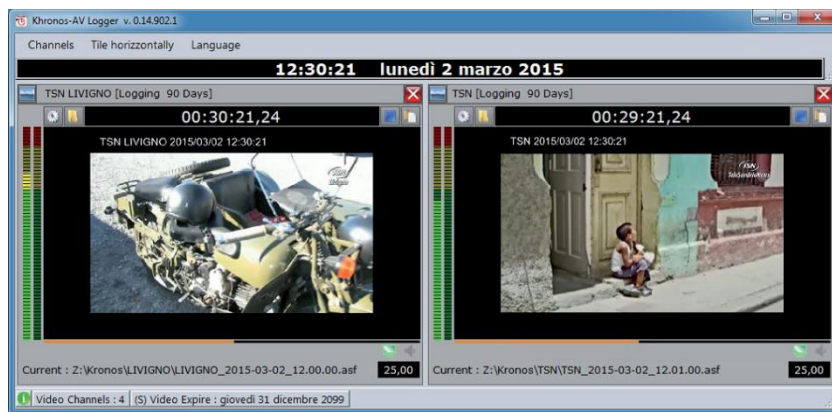 Khronos-AV Logger v. 0.14.902.1
Channels Tile horizzontally Language
12:30:21 lunedì 2 marzo 2015
TSN LIVIGNO [Logging 90 Days]
00:30:21,24
TSN LIVIGNO 2015/03/02 12:30:21
TSN
Livigno
Current : Z:\Kronos\LIVIGNO\LIVIGNO_2015-03-02_12.00.00.asf 25,00
TSN [Logging 90 Days]
00:29:21,24
TSN 2015/03/02 12:30:21
TSN
TeleSondrioNews
Current : Z:\Kronos\TSN\TSN_2015-03-02_12.01.00.asf 25,00
Video Channels : 4 (S) Video Expire : giovedì 31 dicembre 2099